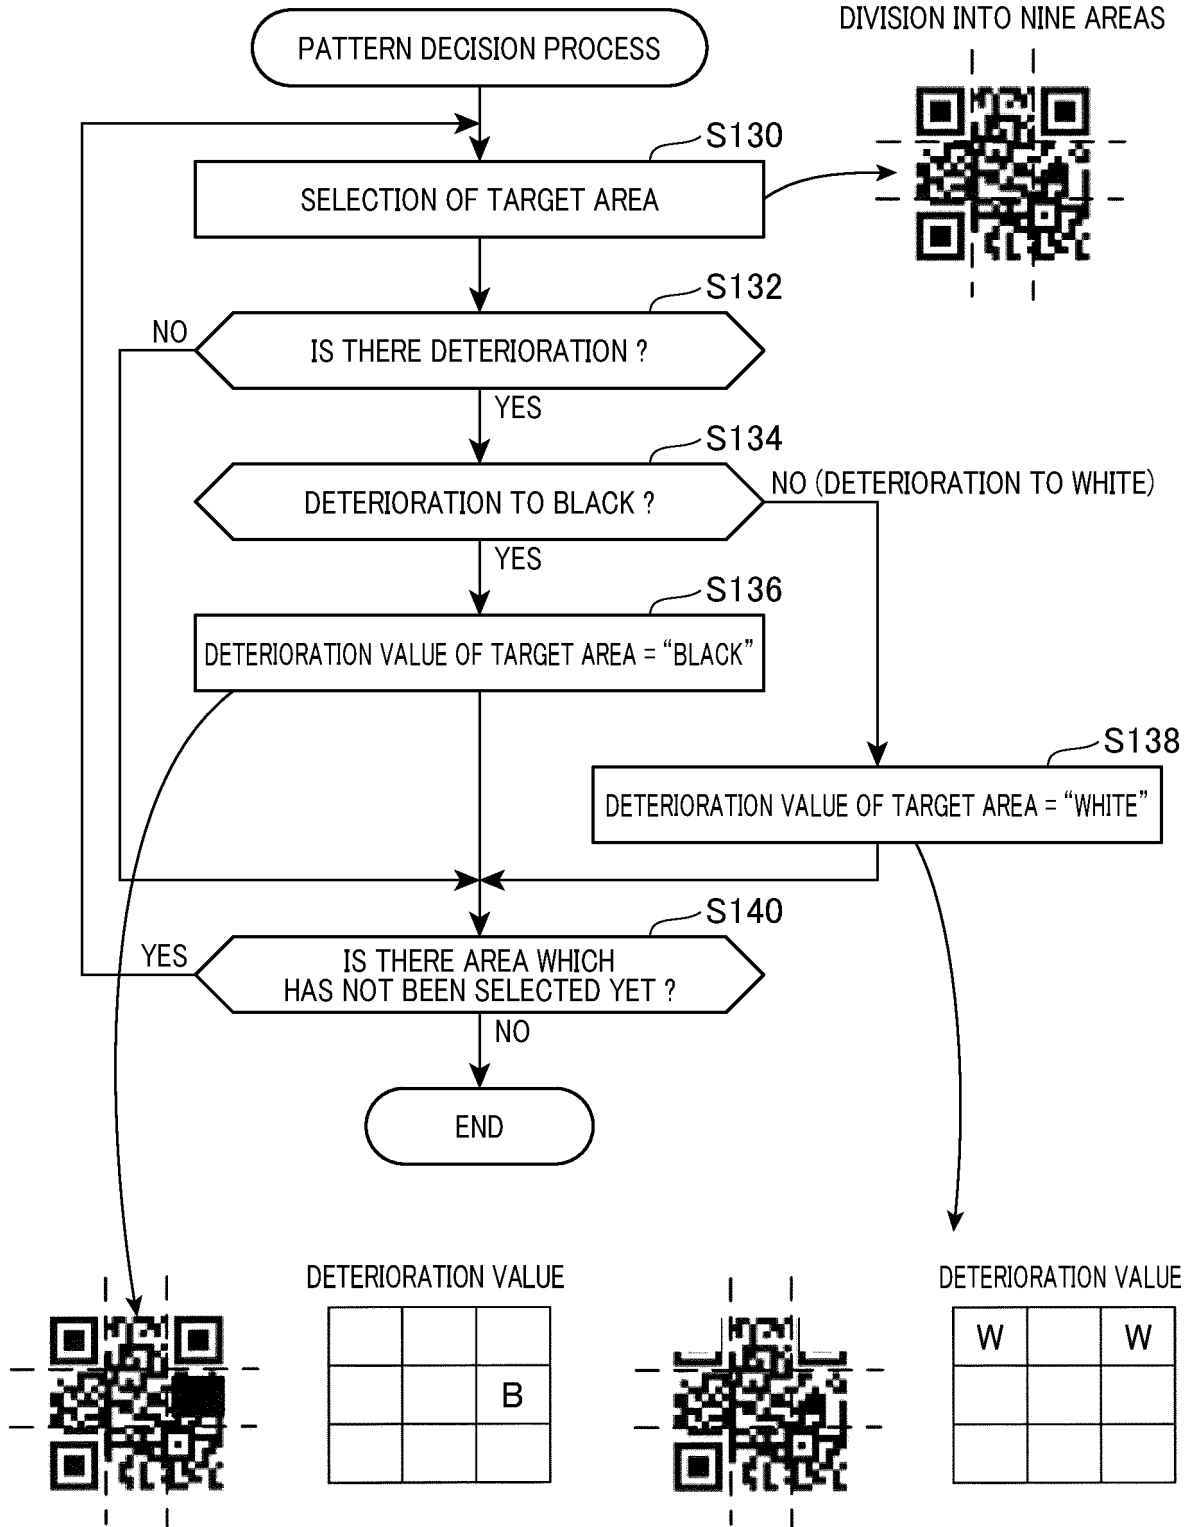 DIVISION INTO NINE AREAS
PATTERN DECISION PROCESS
S130
SELECTION OF TARGET AREA
S132
NO
IS THERE DETERIORATION ?
YES
S134
DETERIORATION TO BLACK ?
NO (DETERIORATION TO WHITE)
YES
S136
DETERIORATION VALUE OF TARGET AREA = “BLACK”
S138
DETERIORATION VALUE OF TARGET AREA = “WHITE”
S140
YES
IS THERE AREA WHICH
HAS NOT BEEN SELECTED YET ?
NO
END
DETERIORATION VALUE
B
DETERIORATION VALUE
W W